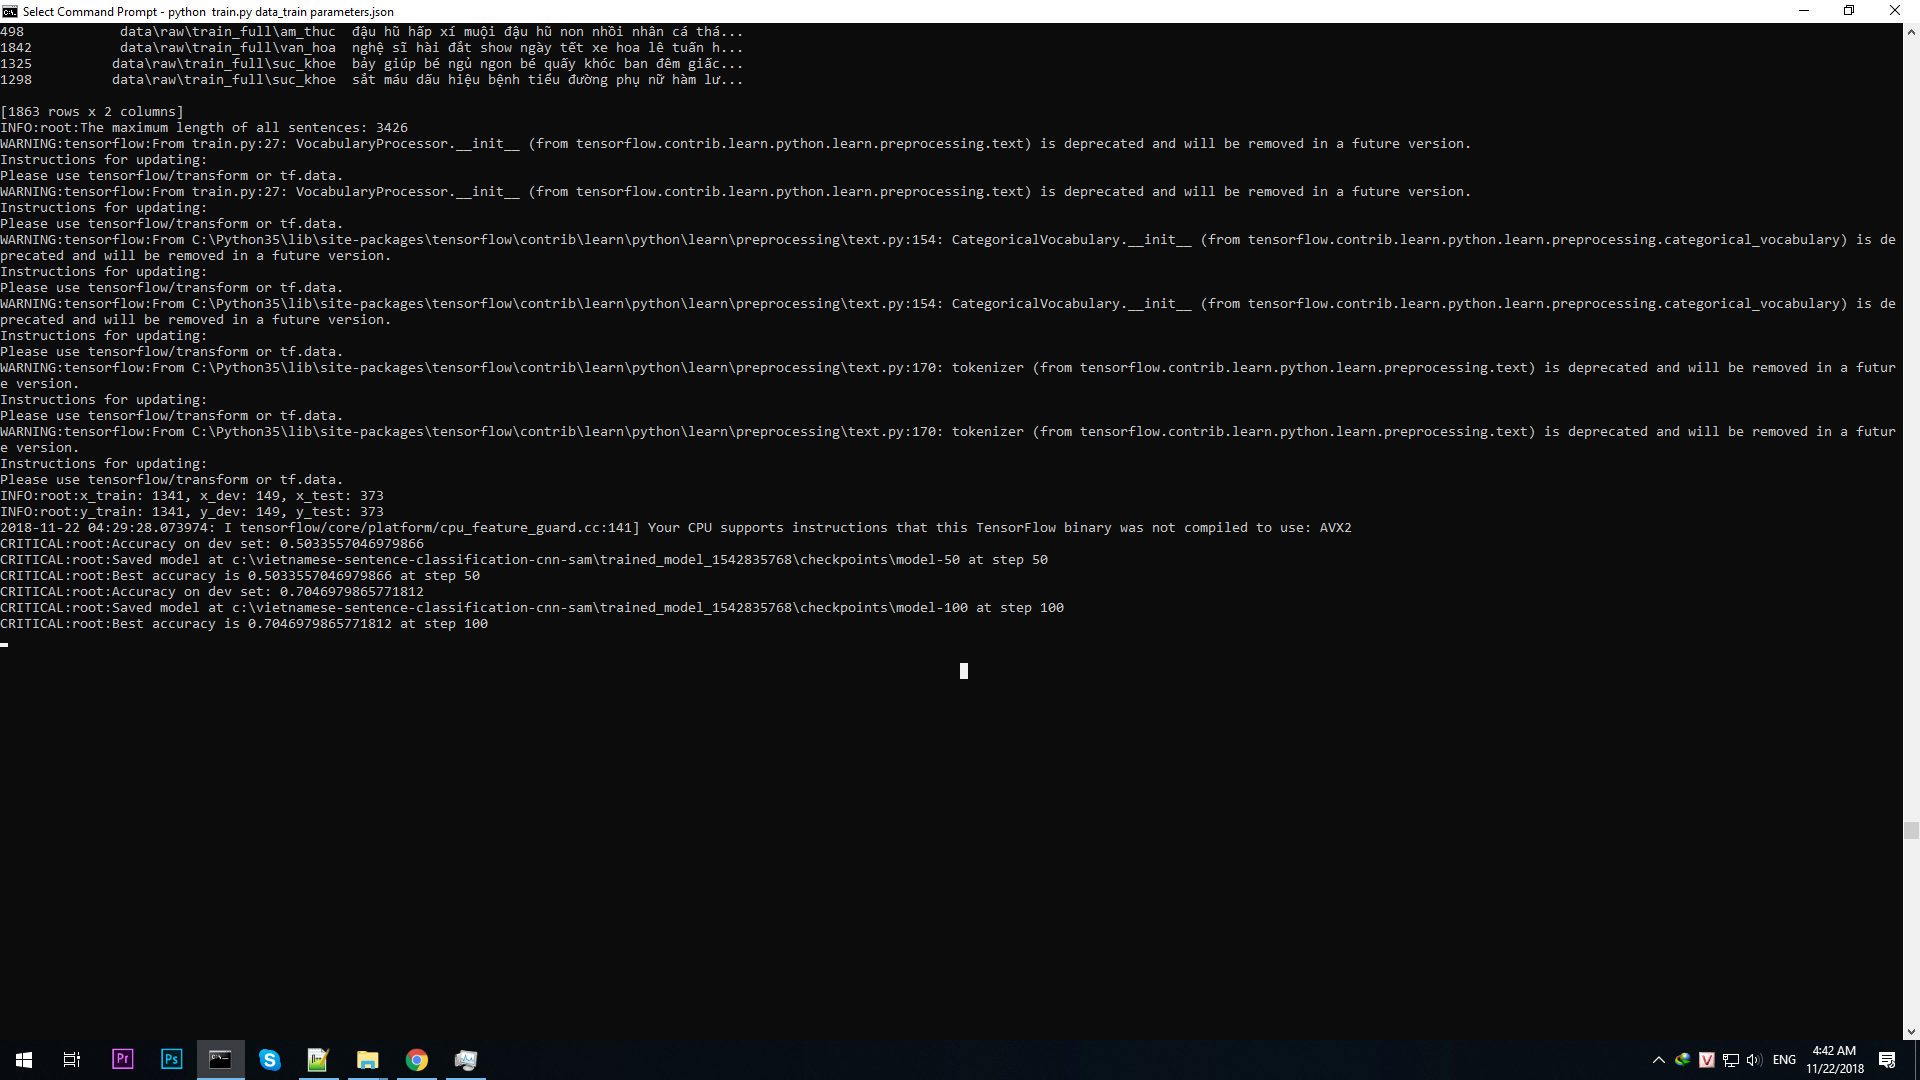 Select Command Prompt - python  train.py data_train parameters.json
498            data\raw\train_full\am_thuc  đậu hũ hấp xí muội đậu hũ non nhồi nhân cá thá...
1842           data\raw\train_full\van_hoa  nghệ sĩ hài đắt show ngày tết xe hoa lê tuấn h...
1325          data\raw\train_full\suc_khoe  bảy giúp bé ngủ ngon bé quấy khóc ban đêm giấc...
1298          data\raw\train_full\suc_khoe  sắt máu dấu hiệu bệnh tiểu đường phụ nữ hàm lư...
[1863 rows x 2 columns]
INFO:root:The maximum length of all sentences: 3426
WARNING:tensorflow:From train.py:27: VocabularyProcessor.__init__ (from tensorflow.contrib.learn.python.learn.preprocessing.text) is deprecated and will be removed in a future version.
Instructions for updating:
Please use tensorflow/transform or tf.data.
WARNING:tensorflow:From train.py:27: VocabularyProcessor.__init__ (from tensorflow.contrib.learn.python.learn.preprocessing.text) is deprecated and will be removed in a future version.
Instructions for updating:
Please use tensorflow/transform or tf.data.
WARNING:tensorflow:From C:\Python35\lib\site-packages\tensorflow\contrib\learn\python\learn\preprocessing\text.py:154: CategoricalVocabulary.__init__ (from tensorflow.contrib.learn.python.learn.preprocessing.categorical_vocabulary) is de
precated and will be removed in a future version.
Instructions for updating:
Please use tensorflow/transform or tf.data.
WARNING:tensorflow:From C:\Python35\lib\site-packages\tensorflow\contrib\learn\python\learn\preprocessing\text.py:154: CategoricalVocabulary.__init__ (from tensorflow.contrib.learn.python.learn.preprocessing.categorical_vocabulary) is de
precated and will be removed in a future version.
Instructions for updating:
Please use tensorflow/transform or tf.data.
WARNING:tensorflow:From C:\Python35\lib\site-packages\tensorflow\contrib\learn\python\learn\preprocessing\text.py:170: tokenizer (from tensorflow.contrib.learn.python.learn.preprocessing.text) is deprecated and will be removed in a futur
e version.
Instructions for updating:
Please use tensorflow/transform or tf.data.
WARNING:tensorflow:From C:\Python35\lib\site-packages\tensorflow\contrib\learn\python\learn\preprocessing\text.py:170: tokenizer (from tensorflow.contrib.learn.python.learn.preprocessing.text) is deprecated and will be removed in a futur
e version.
Instructions for updating:
Please use tensorflow/transform or tf.data.
INFO:root:x_train: 1341, x_dev: 149, x_test: 373
INFO:root:y_train: 1341, y_dev: 149, y_test: 373
2018-11-22 04:29:28.073974: I tensorflow/core/platform/cpu_feature_guard.cc:141] Your CPU supports instructions that this TensorFlow binary was not compiled to use: AVX2
CRITICAL:root:Accuracy on dev set: 0.5033557046979866
CRITICAL:root:Saved model at c:\vietnamese-sentence-classification-cnn-sam\trained_model_1542835768\checkpoints\model-50 at step 50
CRITICAL:root:Best accuracy is 0.5033557046979866 at step 50
CRITICAL:root:Accuracy on dev set: 0.7046979865771812
CRITICAL:root:Saved model at c:\vietnamese-sentence-classification-cnn-sam\trained_model_1542835768\checkpoints\model-100 at step 100
CRITICAL:root:Best accuracy is 0.7046979865771812 at step 100
Pr
Ps
S
V
ENG
4:42 AM
11/22/2018